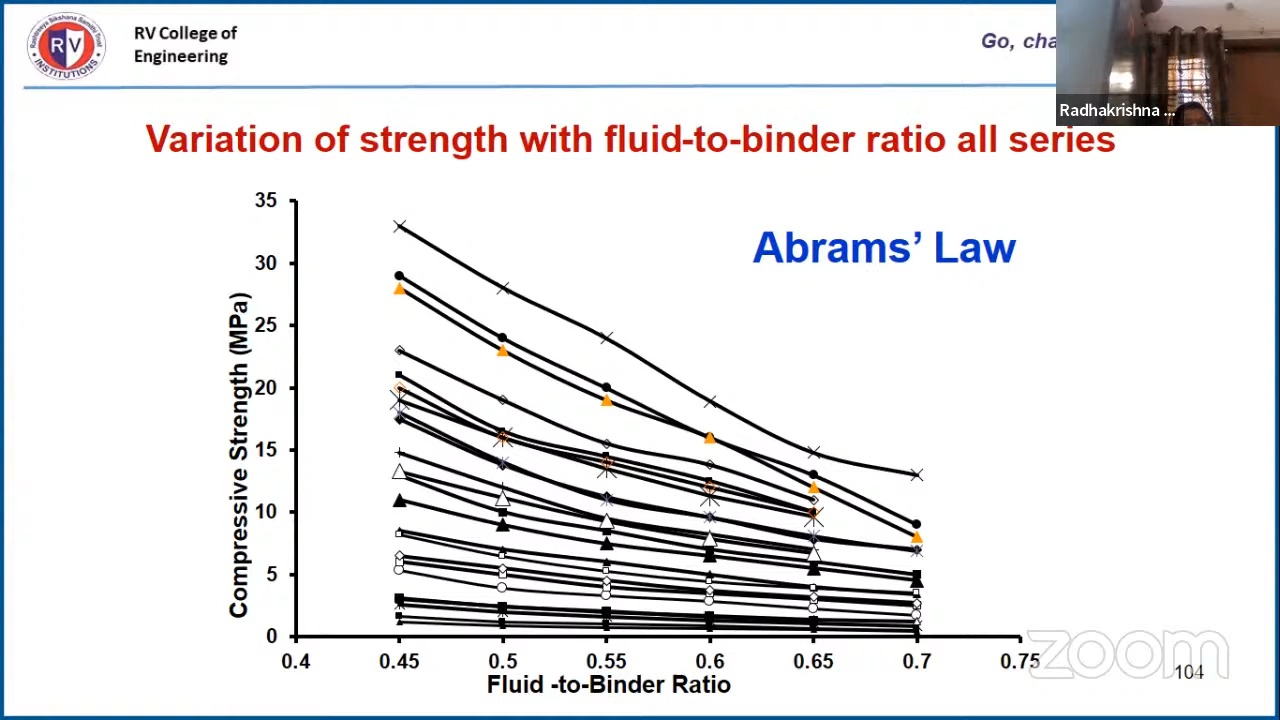 RV College of
Engineering
Go, cha
Radhakrishna ...
RV
INSTITUTIONS
Variation of strength with fluid-to-binder ratio all series
Abrams’ Law
Compressive Strength (MPa)
35
30
25
20
15
10
5
0
0.4 0.45 0.5 0.55 0.6 0.65 0.7 0.75
Fluid -to-Binder Ratio
zoom
104